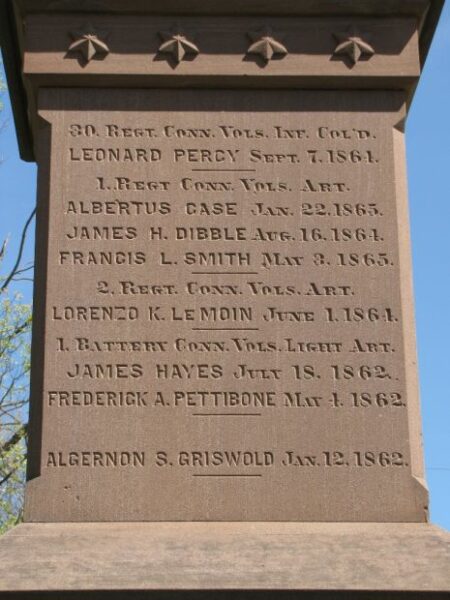 30. Regt. Conn. Vols. Inf. Col'd.
LEONARD PERCY Sept. 7. 1864.
1. Regt Conn. Vols. Art.
ALBERTUS CASE Jan. 22. 1865.
JAMES H. DIBBLE Aug. 16. 1864.
FRANCIS L. SMITH May 3. 1865.
2. Regt. Conn. Vols. Art.
LORENZO K. LeMOIN June 1, 1864.
1. Battery Conn. Vols. Light Art.
JAMES HAYES July 18. 1862.
FREDERICK A. PETTIBONE May 4. 1862.
ALGERNON S. GRISWOLD Jan. 12. 1862.